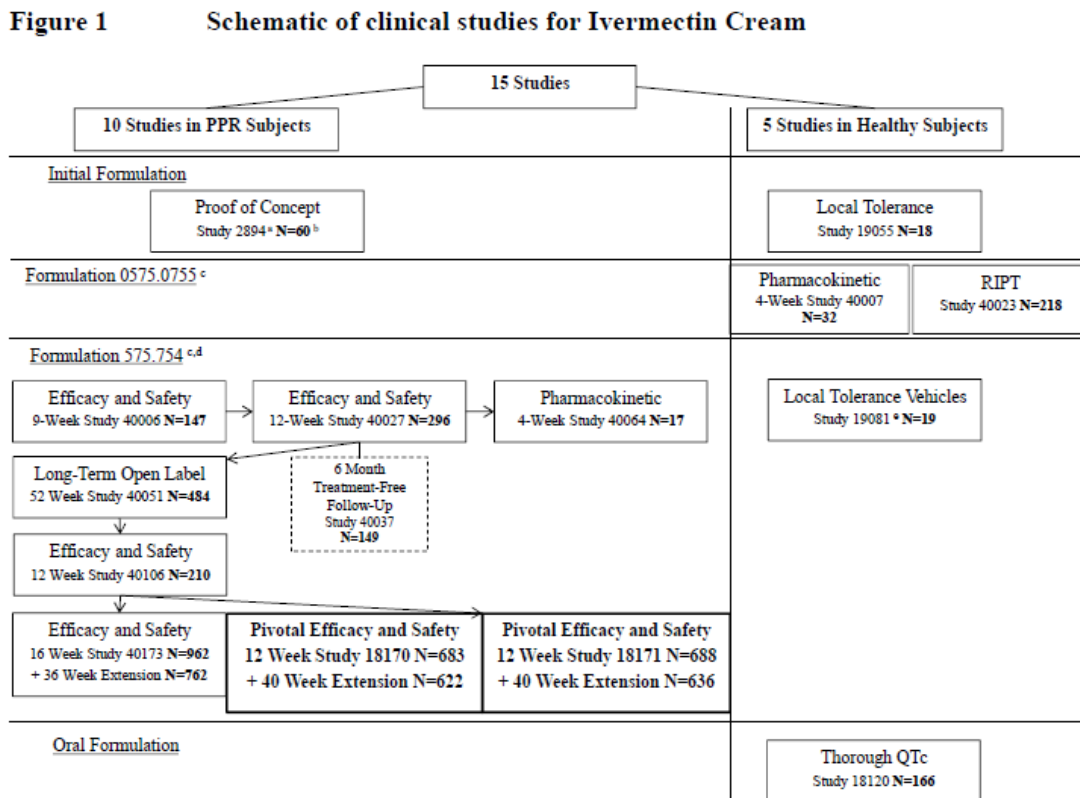 Figure 1 Schematic of clinical studies for Ivermectin Cream
15 Studies
10 Studies in PPR Subjects
5 Studies in Healthy Subjects
Initial Formulation
Proof of Concept
Study 2894 ᵃ N=60 ᵇ
Local Tolerance
Study 19055 N=18
Formulation 0575.0755 ᶜ
Pharmacokinetic
4-Week Study 40007
N=32
RIPT
Study 40023 N=218
Formulation 575.754 ᶜ,ᵈ
Efficacy and Safety
9-Week Study 40006 N=147
Efficacy and Safety
12-Week Study 40027 N=296
Pharmacokinetic
4-Week Study 40064 N=17
Local Tolerance Vehicles
Study 19081 ᵉ N=19
Long-Term Open Label
52 Week Study 40051 N=484
6 Month
Treatment-Free
Follow-Up
Study 40037
N=149
Efficacy and Safety
12 Week Study 40106 N=210
Efficacy and Safety
16 Week Study 40173 N=962
+ 36 Week Extension N=762
Pivotal Efficacy and Safety
12 Week Study 18170 N=683
+ 40 Week Extension N=622
Pivotal Efficacy and Safety
12 Week Study 18171 N=688
+ 40 Week Extension N=636
Oral Formulation
Thorough QTc
Study 18120 N=166